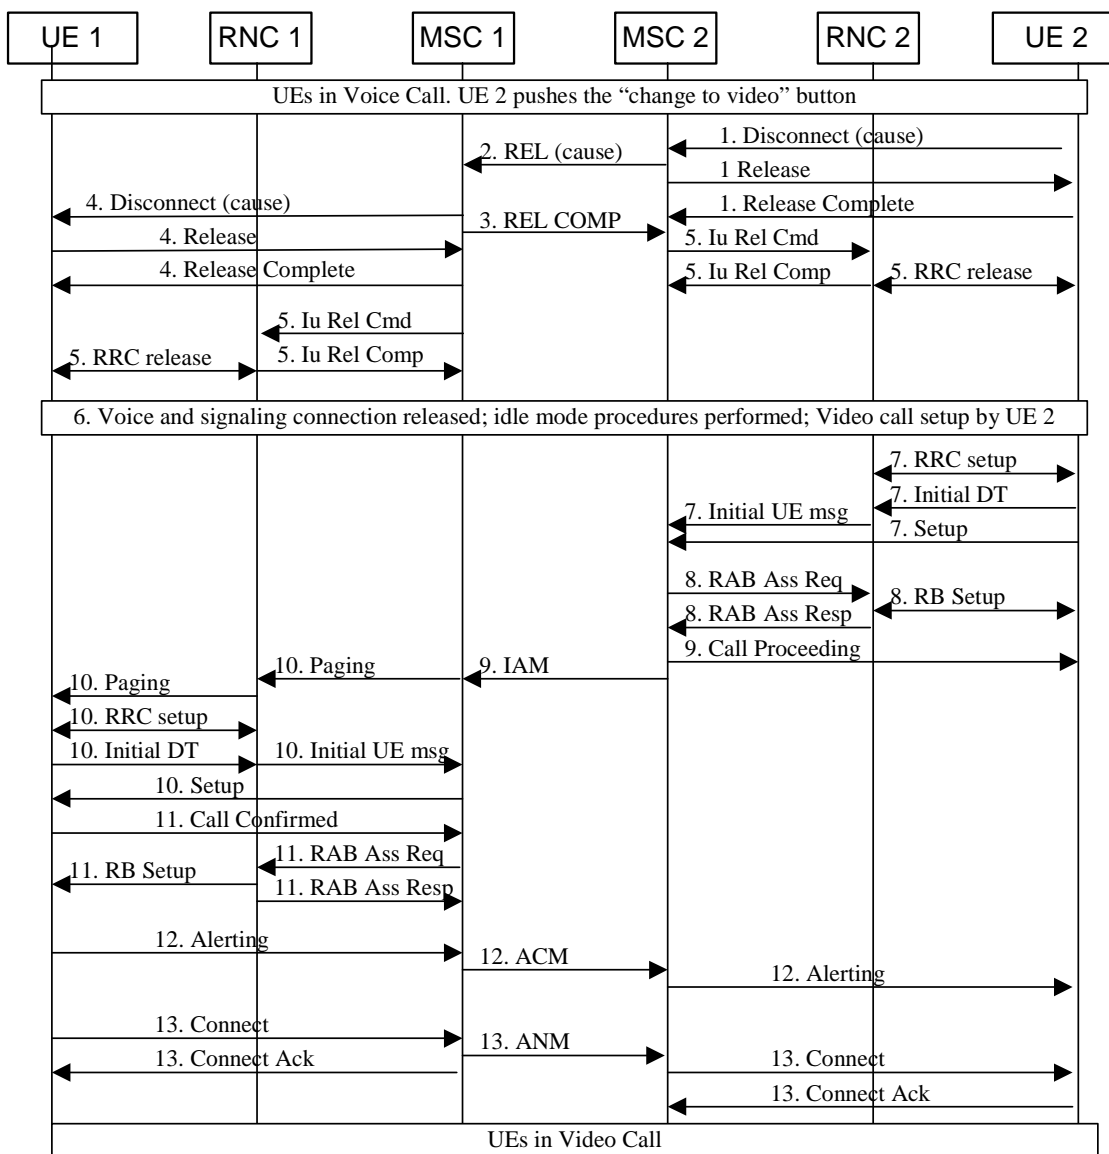 UE 1
RNC 1
MSC 1
MSC 2
RNC 2
UE 2
UEs in Voice Call. UE 2 pushes the “change to video” button
1. Disconnect (cause)
2. REL (cause)
1 Release
4. Disconnect (cause)
1. Release Complete
3. REL COMP
4. Release
5. Iu Rel Cmd
4. Release Complete
5. Iu Rel Comp
5. RRC release
5. Iu Rel Cmd
5. RRC release
5. Iu Rel Comp
6. Voice and signaling connection released; idle mode procedures performed; Video call setup by UE 2
7. RRC setup
7. Initial DT
7. Initial UE msg
7. Setup
8. RAB Ass Req
8. RB Setup
8. RAB Ass Resp
9. Call Proceeding
10. Paging
9. IAM
10. Paging
10. RRC setup
10. Initial DT
10. Initial UE msg
10. Setup
11. Call Confirmed
11. RAB Ass Req
11. RB Setup
11. RAB Ass Resp
12. Alerting
12. ACM
12. Alerting
13. Connect
13. ANM
13. Connect Ack
13. Connect
13. Connect Ack
UEs in Video Call